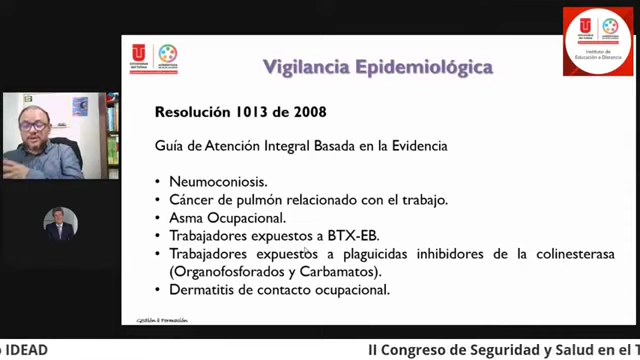 Vigilancia Epidemiológica
Resolución 1013 de 2008
Guía de Atención Integral Basada en la Evidencia
• Neumoconiosis.
• Cáncer de pulmón relacionado con el trabajo.
• Asma Ocupacional.
• Trabajadores expuestos a BTX-EB.
• Trabajadores expuestos a plaguicidas inhibidores de la colinesterasa
(Organofosforados y Carbamatos).
• Dermatitis de contacto ocupacional.
Gestión & Formación
Instituto de
Educación a Distancia
o IDEAD
II Congreso de Seguridad y Salud en el T